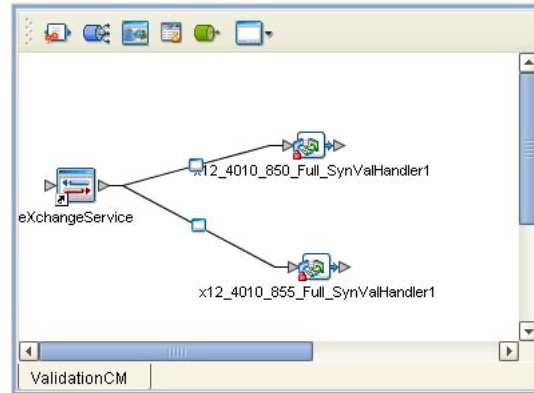 x12_4010_850_Full_SynValHandler1
eXchangeService
x12_4010_855_Full_SynValHandler1
ValidationCM